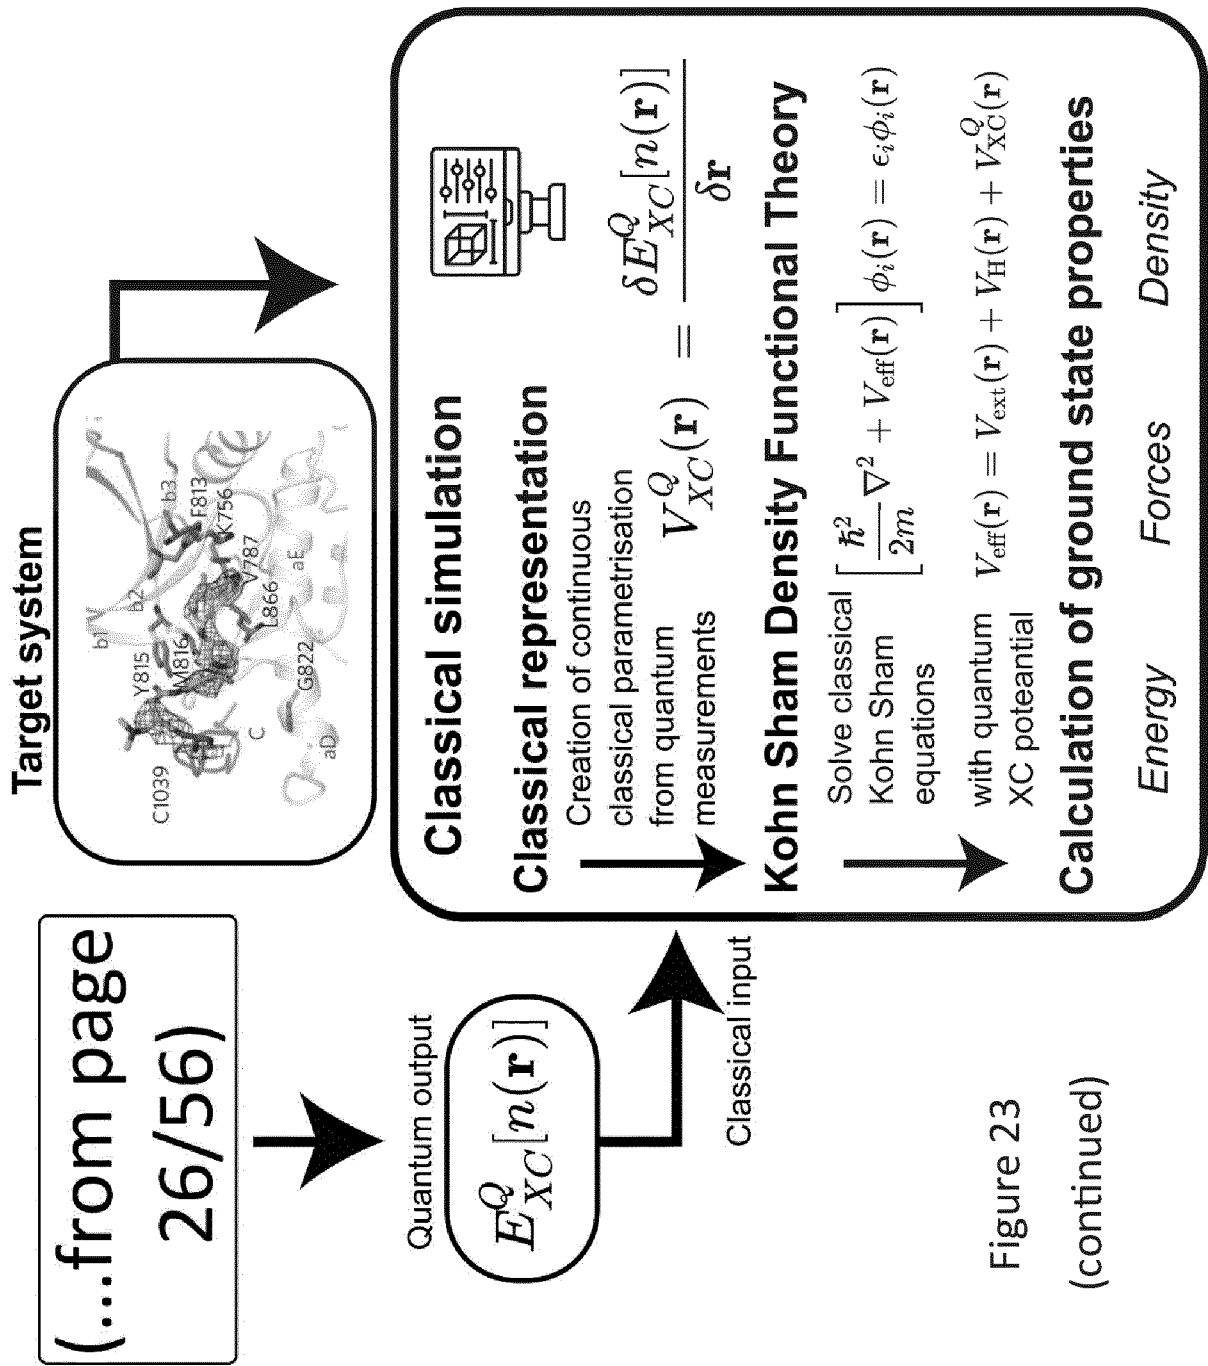 (...from page
26/56)
Quantum output
E^Q_{XC}[n(𝐫)]
Classical input
Target system
C1039
Y815
M816
b1
b2
b3
F813
K756
V787
aE
L866
G822
C
aD
Classical simulation
Classical representation
Creation of continuous
classical parametrisation
from quantum
measurements
V^Q_{XC}(𝐫) = δE^Q_{XC}[n(𝐫)] / δ𝐫
Kohn Sham Density Functional Theory
Solve classical
Kohn Sham
equations
[ħ²/2m ∇² + V_eff(𝐫)] ϕ_i(𝐫) = ϵ_iϕ_i(𝐫)
with quantum
XC poteantial
V_eff(𝐫) = V_ext(𝐫) + V_H(𝐫) + V^Q_{XC}(𝐫)
Calculation of ground state properties
Energy Forces Density
Figure 23
(continued)